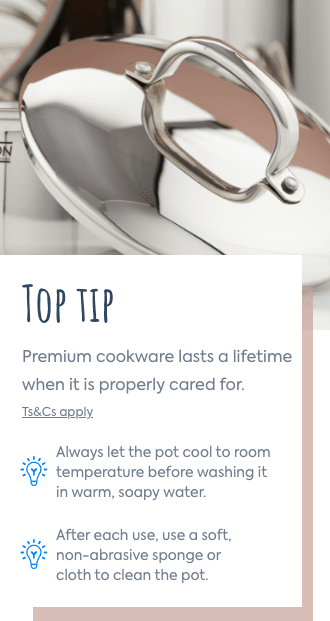 ON
Top tip
Premium cookware lasts a lifetime
when it is properly cared for.
Ts&Cs apply
Always let the pot cool to room
temperature before washing it
in warm, soapy water.
After each use, use a soft,
non-abrasive sponge or
cloth to clean the pot.